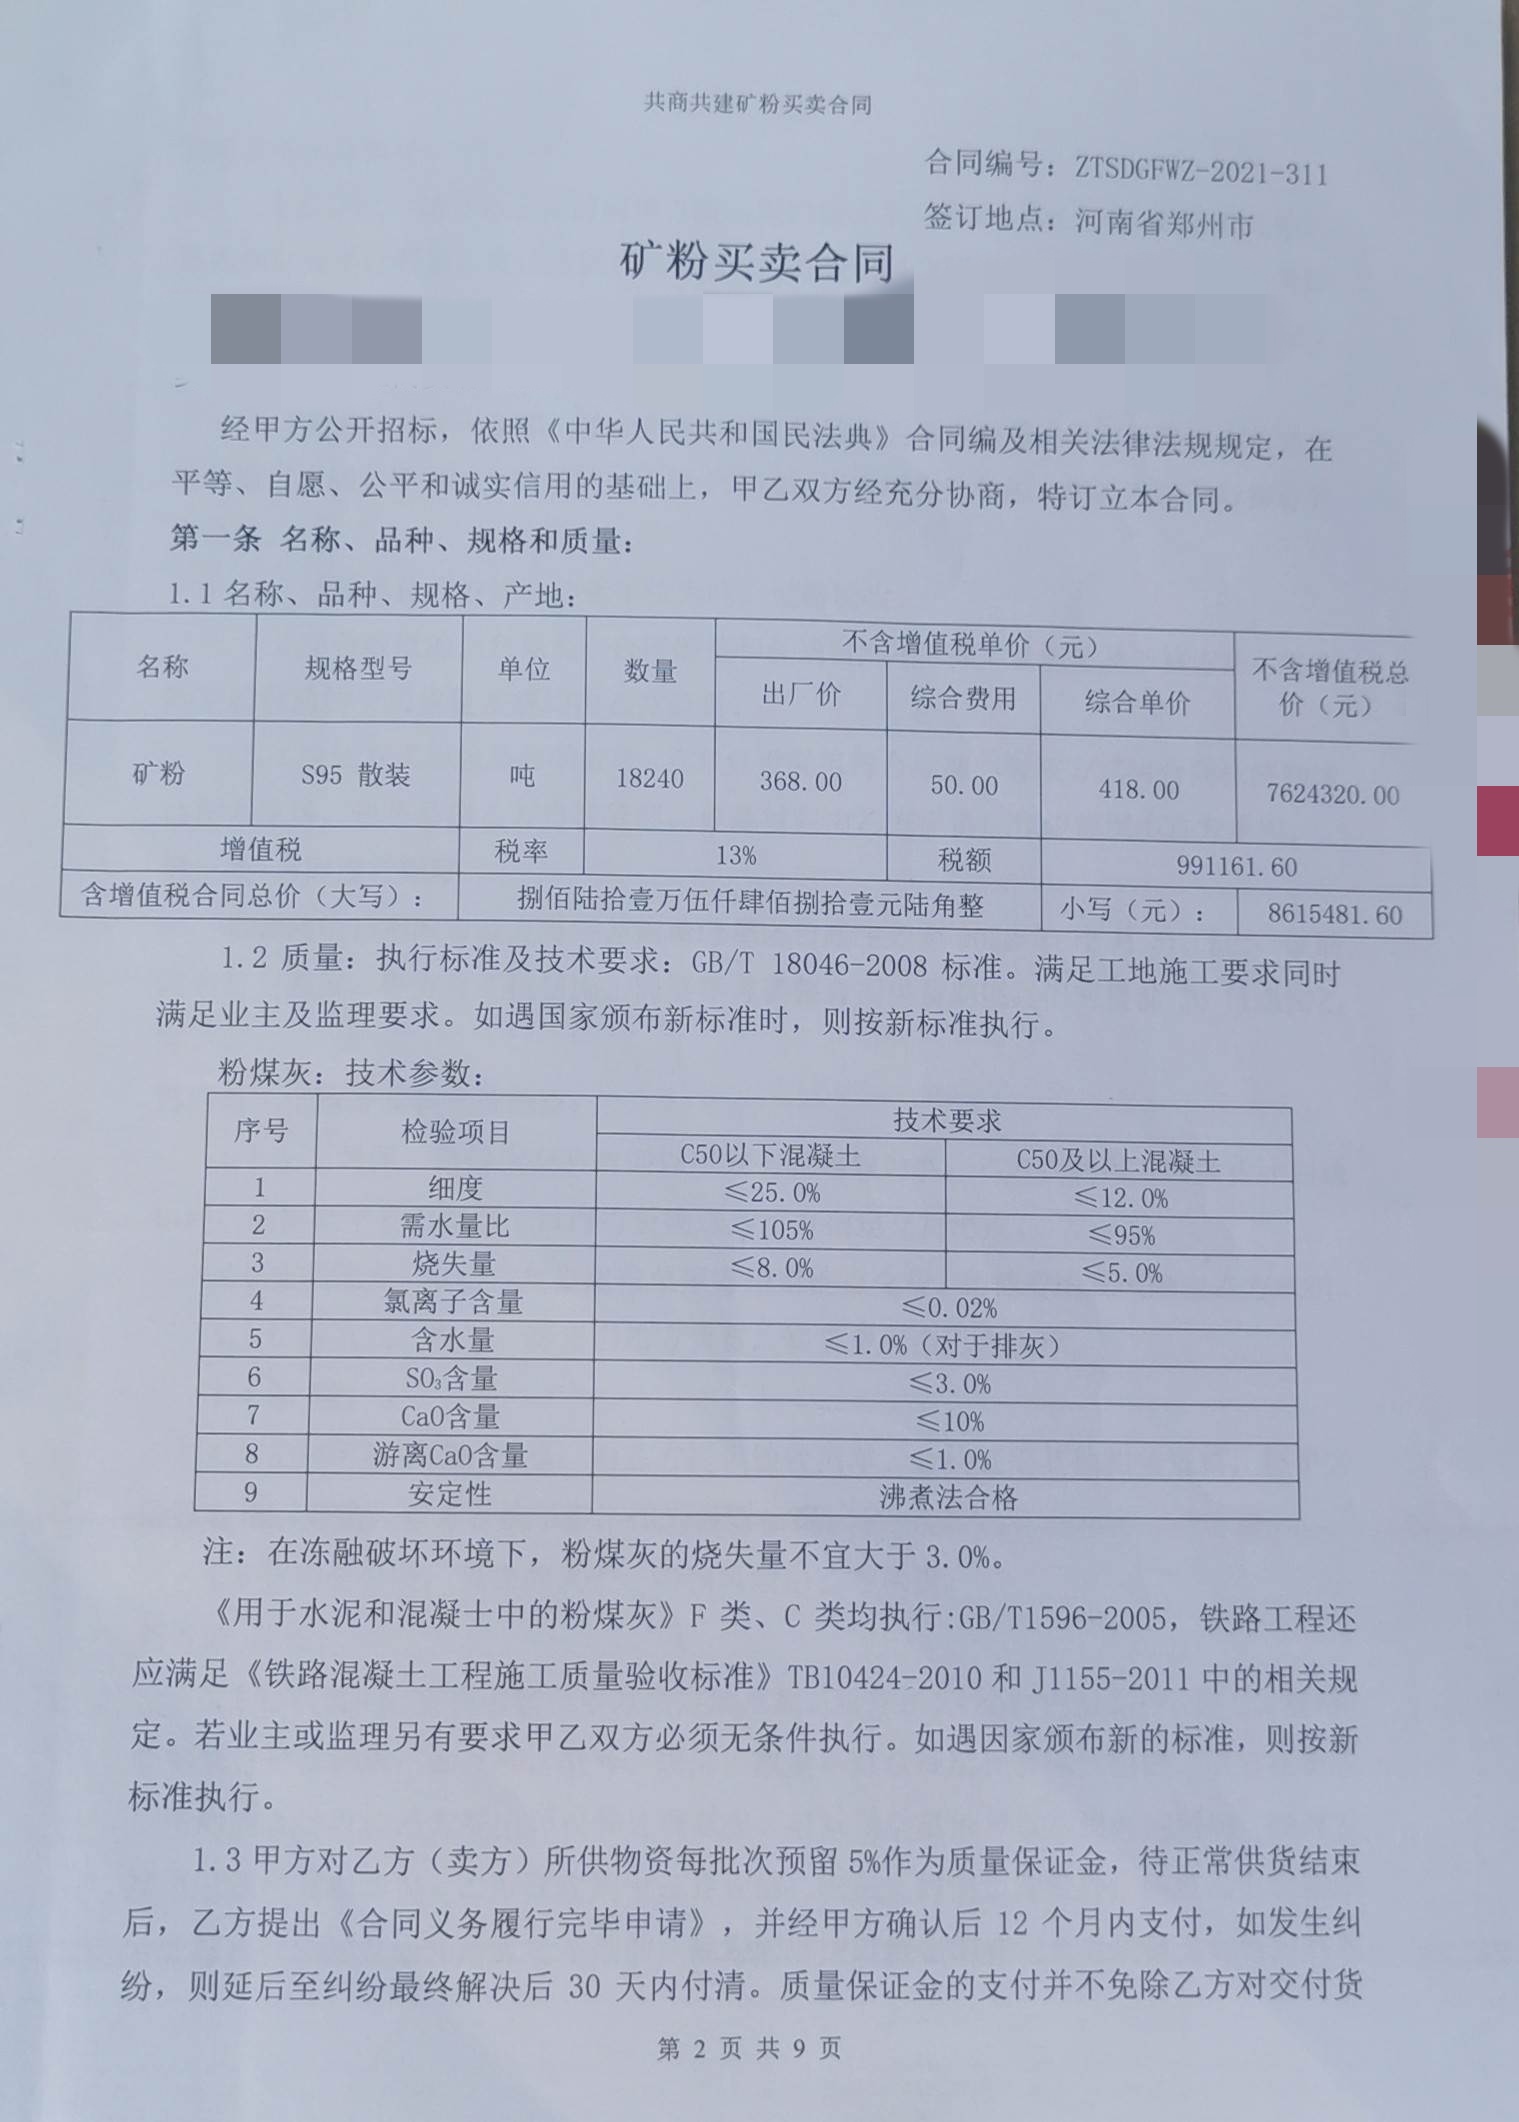 共商共建矿粉买卖合同
合同编号：ZTSDGFWZ-2021-311
签订地点：河南省郑州市
矿粉买卖合同
经甲方公开招标，依照《中华人民共和国民法典》合同编及相关法律法规规定，在
平等、自愿、公平和诚实信用的基础上，甲乙双方经充分协商，特订立本合同。
第一条 名称、品种、规格和质量：
1.1 名称、品种、规格、产地：
名称 规格型号 单位 数量 不含增值税单价（元） 不含增值税总价（元）
出厂价 综合费用 综合单价
矿粉 S95 散装 吨 18240 368.00 50.00 418.00 7624320.00
增值税 税率 13% 税额 991161.60
含增值税合同总价（大写）： 捌佰陆拾壹万伍仟肆佰捌拾壹元陆角整 小写（元）： 8615481.60
1.2 质量：执行标准及技术要求：GB/T 18046-2008 标准。满足工地施工要求同时
满足业主及监理要求。如遇国家颁布新标准时，则按新标准执行。
粉煤灰：技术参数：
序号 检验项目 技术要求
C50以下混凝土 C50及以上混凝土
1 细度 ≤25.0% ≤12.0%
2 需水量比 ≤105% ≤95%
3 烧失量 ≤8.0% ≤5.0%
4 氯离子含量 ≤0.02%
5 含水量 ≤1.0%（对于排灰）
6 SO₃含量 ≤3.0%
7 CaO含量 ≤10%
8 游离CaO含量 ≤1.0%
9 安定性 沸煮法合格
注：在冻融破坏环境下，粉煤灰的烧失量不宜大于 3.0%。
《用于水泥和混凝士中的粉煤灰》F 类、C 类均执行:GB/T1596-2005，铁路工程还
应满足《铁路混凝土工程施工质量验收标准》TB10424-2010 和 J1155-2011 中的相关规
定。若业主或监理另有要求甲乙双方必须无条件执行。如遇因家颁布新的标准，则按新
标准执行。
1.3 甲方对乙方（卖方）所供物资每批次预留 5%作为质量保证金，待正常供货结束
后，乙方提出《合同义务履行完毕申请》，并经甲方确认后 12 个月内支付，如发生纠
纷，则延后至纠纷最终解决后 30 天内付清。质量保证金的支付并不免除乙方对交付货
第 2 页 共 9 页